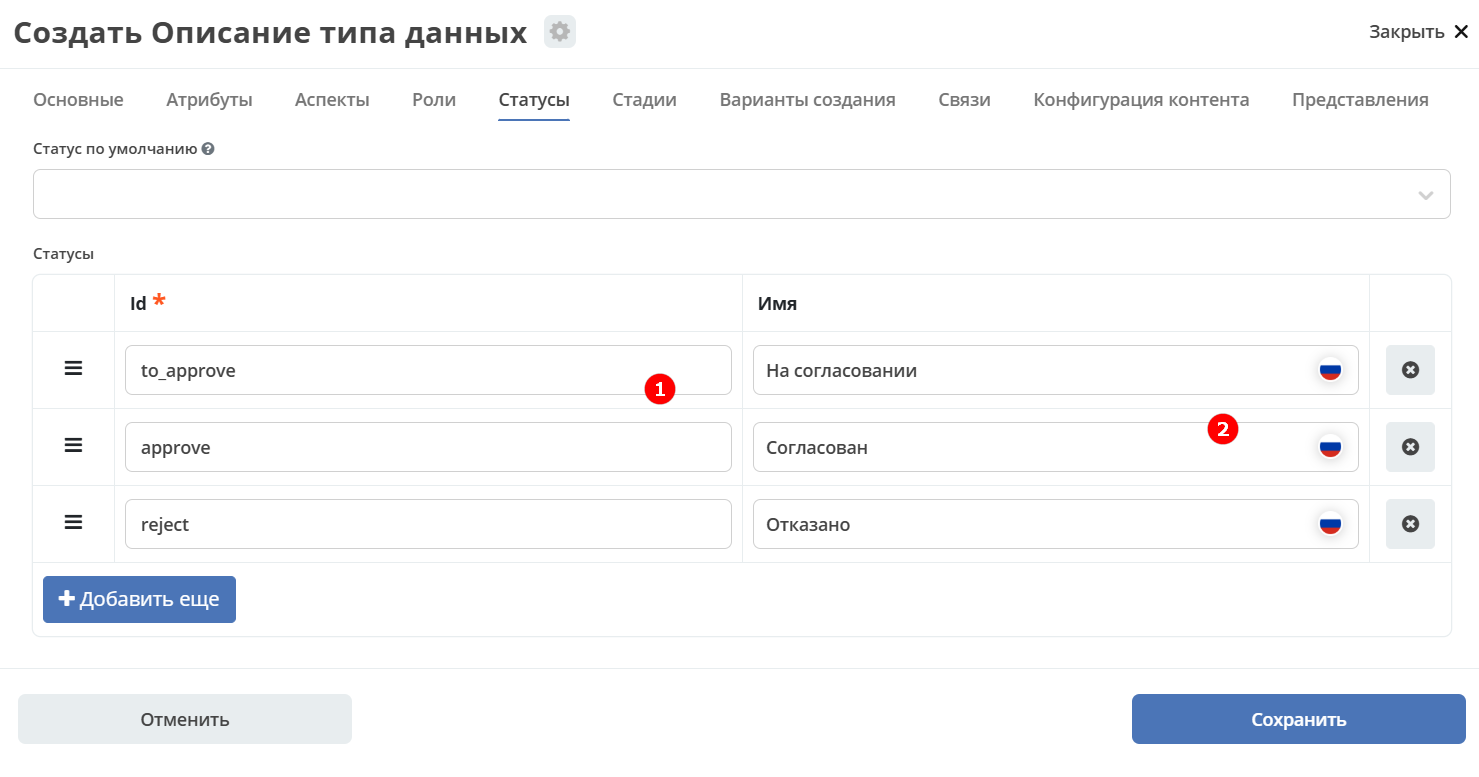 Создать Описание типа данных
Закрыть
Основные Атрибуты Аспекты Роли Статусы Стадии Варианты создания Связи Конфигурация контента Представления
Статус по умолчанию ?
Статусы
Id * Имя
to_approve На согласовании
1
2
approve Согласован
reject Отказано
+ Добавить еще
Отменить Сохранить